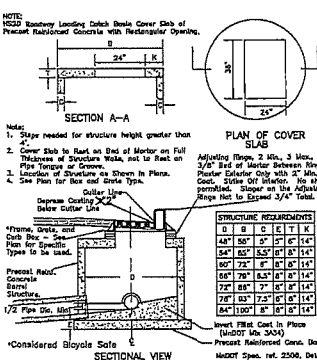 NOTE:
HS30 Roadway Loading Catch Basin Cover Slab of
Precast Reinforced Concrete with Rectangular Opening.
D
24"
K
T
C
SECTION A-A
36"
24"
PLAN OF COVER
SLAB
Note:
1. Steps needed for structure height greater than
4'.
2. Cover Slab to Rest on Bed of Mortar on Full
Thickness of Structure Walls, not to Rest on
Pipe Tongue or Groove.
3. Location of Structure as Shown in Plans.
4. See Plan for Box and Grate Type.
Adjusting Rings, 2 Min., 3 Max.,
3/8" Bed of Mortar Between
Plaster Exterior Only with 2" Min.
Coat. Strike Off Interior. No
permitted. Stagger on the
Rings Not to Exceed 3/4" Total.
Gutter Line
Depress Casting 2"
Below Gutter Line
*Frame, Grate, and
Curb Box - See
Plan for Specific
Types to be used.
Precast Reinf.
Concrete
Barrel
Structure.
1/2 Pipe Dia. Min.
STRUCTURE REQUIREMENTS
D B C E T K
48" 58" 5" 5" 6" 14"
54" 65" 5.5" 8" 14"
60" 72" 6" 8" 14"
66" 79" 6.5" 8" 14"
72" 86" 7" 8" 14"
78" 93" 7.5" 8" 14"
84" 100" 8" 8" 14"
Invert Fillet Cast in Place
(MnDOT Mix 3A34)
Precast Reinforced Conc.
*Considered Bicycle Safe
SECTIONAL VIEW
MnDOT Spec. ref. 2506,